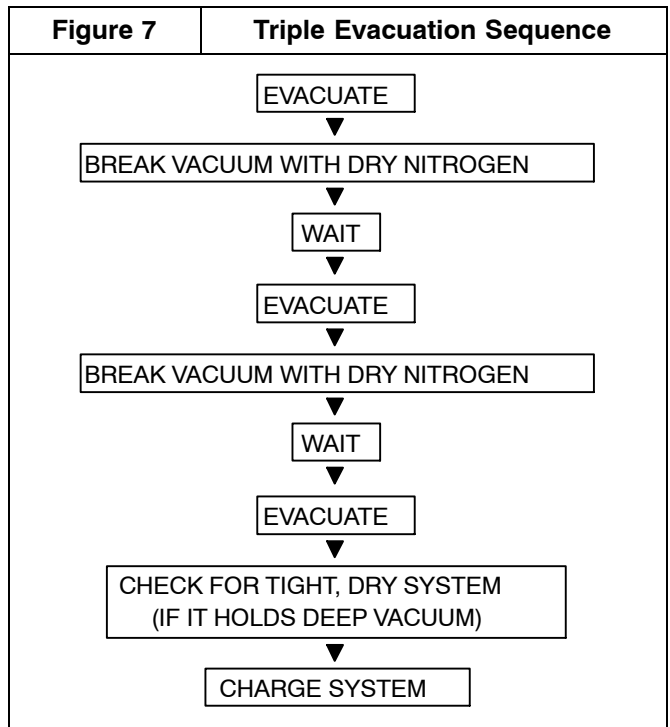 Figure 7
Triple Evacuation Sequence
EVACUATE
BREAK VACUUM WITH DRY NITROGEN
WAIT
EVACUATE
BREAK VACUUM WITH DRY NITROGEN
WAIT
EVACUATE
CHECK FOR TIGHT, DRY SYSTEM
(IF IT HOLDS DEEP VACUUM)
CHARGE SYSTEM